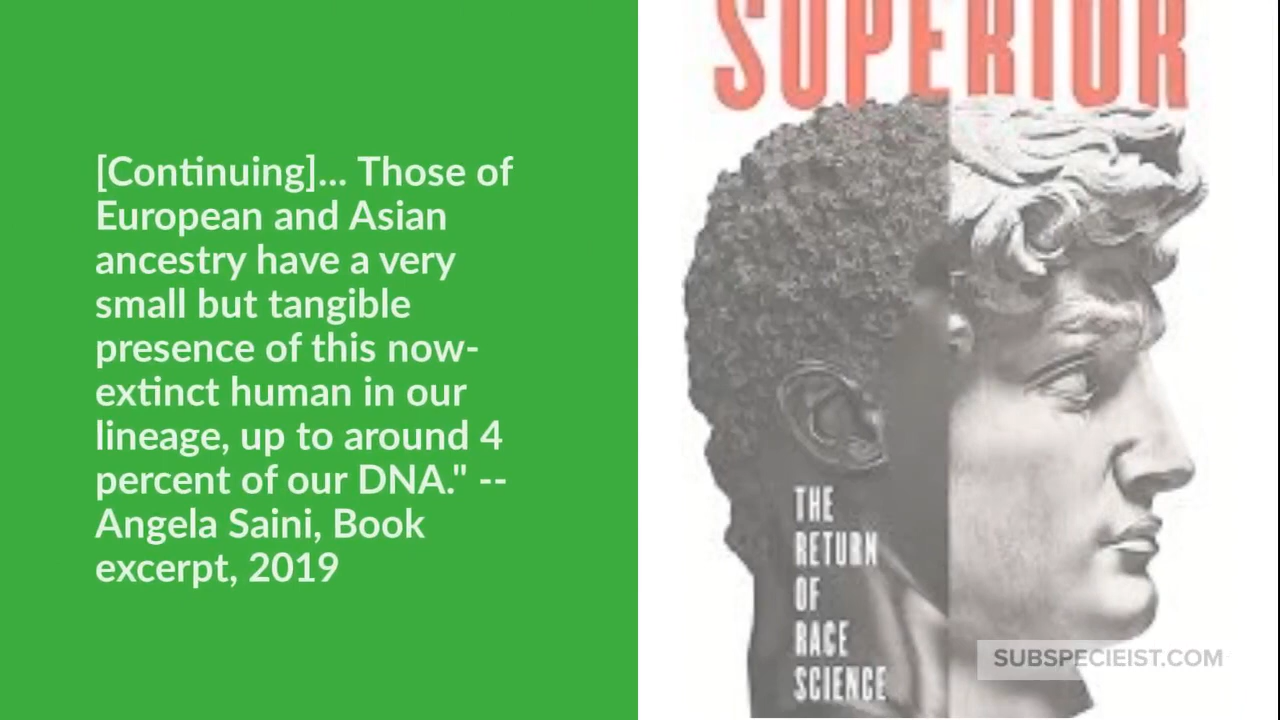 [Continuing]... Those of
European and Asian
ancestry have a very
small but tangible
presence of this now-
extinct human in our
lineage, up to around 4
percent of our DNA." --
Angela Saini, Book
excerpt, 2019
SUPERIOR
THE
RETURN
OF
RACE
SCIENCE
SUBSPECIEIST.COM